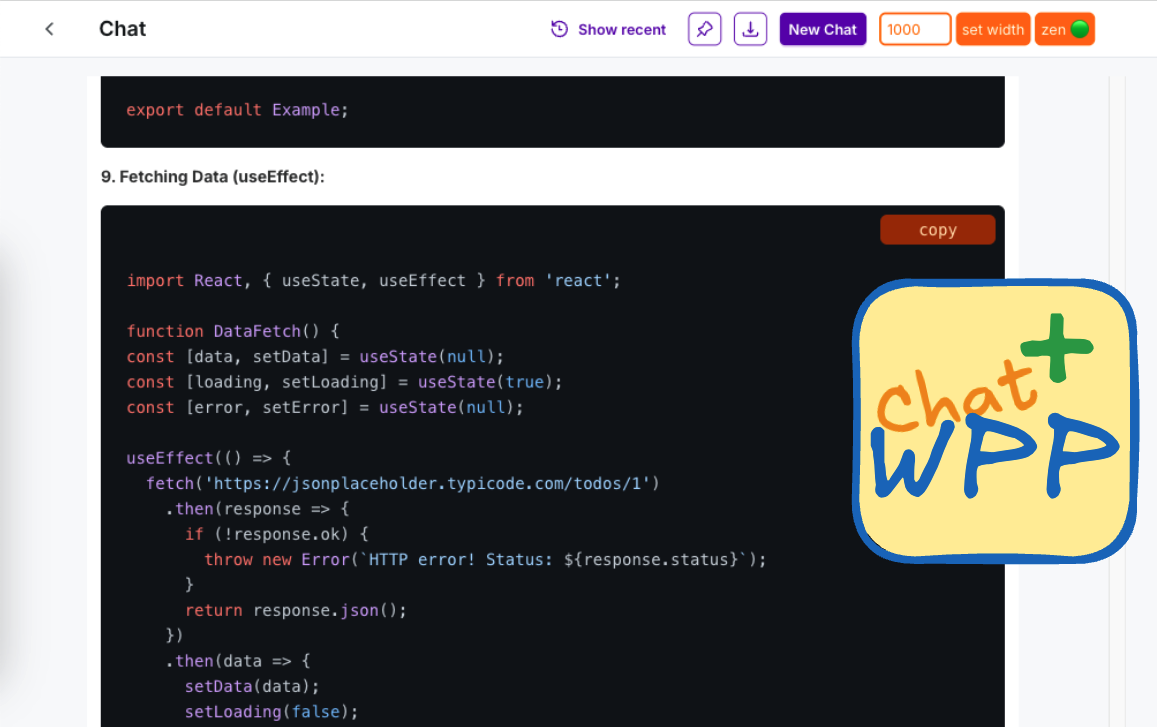 Chat
Show recent
New Chat
1000
set width
zen
export default Example;
9. Fetching Data (useEffect):
copy
import React, { useState, useEffect } from 'react';
function DataFetch() {
const [data, setData] = useState(null);
const [loading, setLoading] = useState(true);
const [error, setError] = useState(null);
useEffect(() => {
fetch('https://jsonplaceholder.typicode.com/todos/1')
.then(response => {
if (!response.ok) {
throw new Error(`HTTP error! Status: ${response.status}`);
}
return response.json();
})
.then(data => {
setData(data);
setLoading(false);
Chat+
WPP